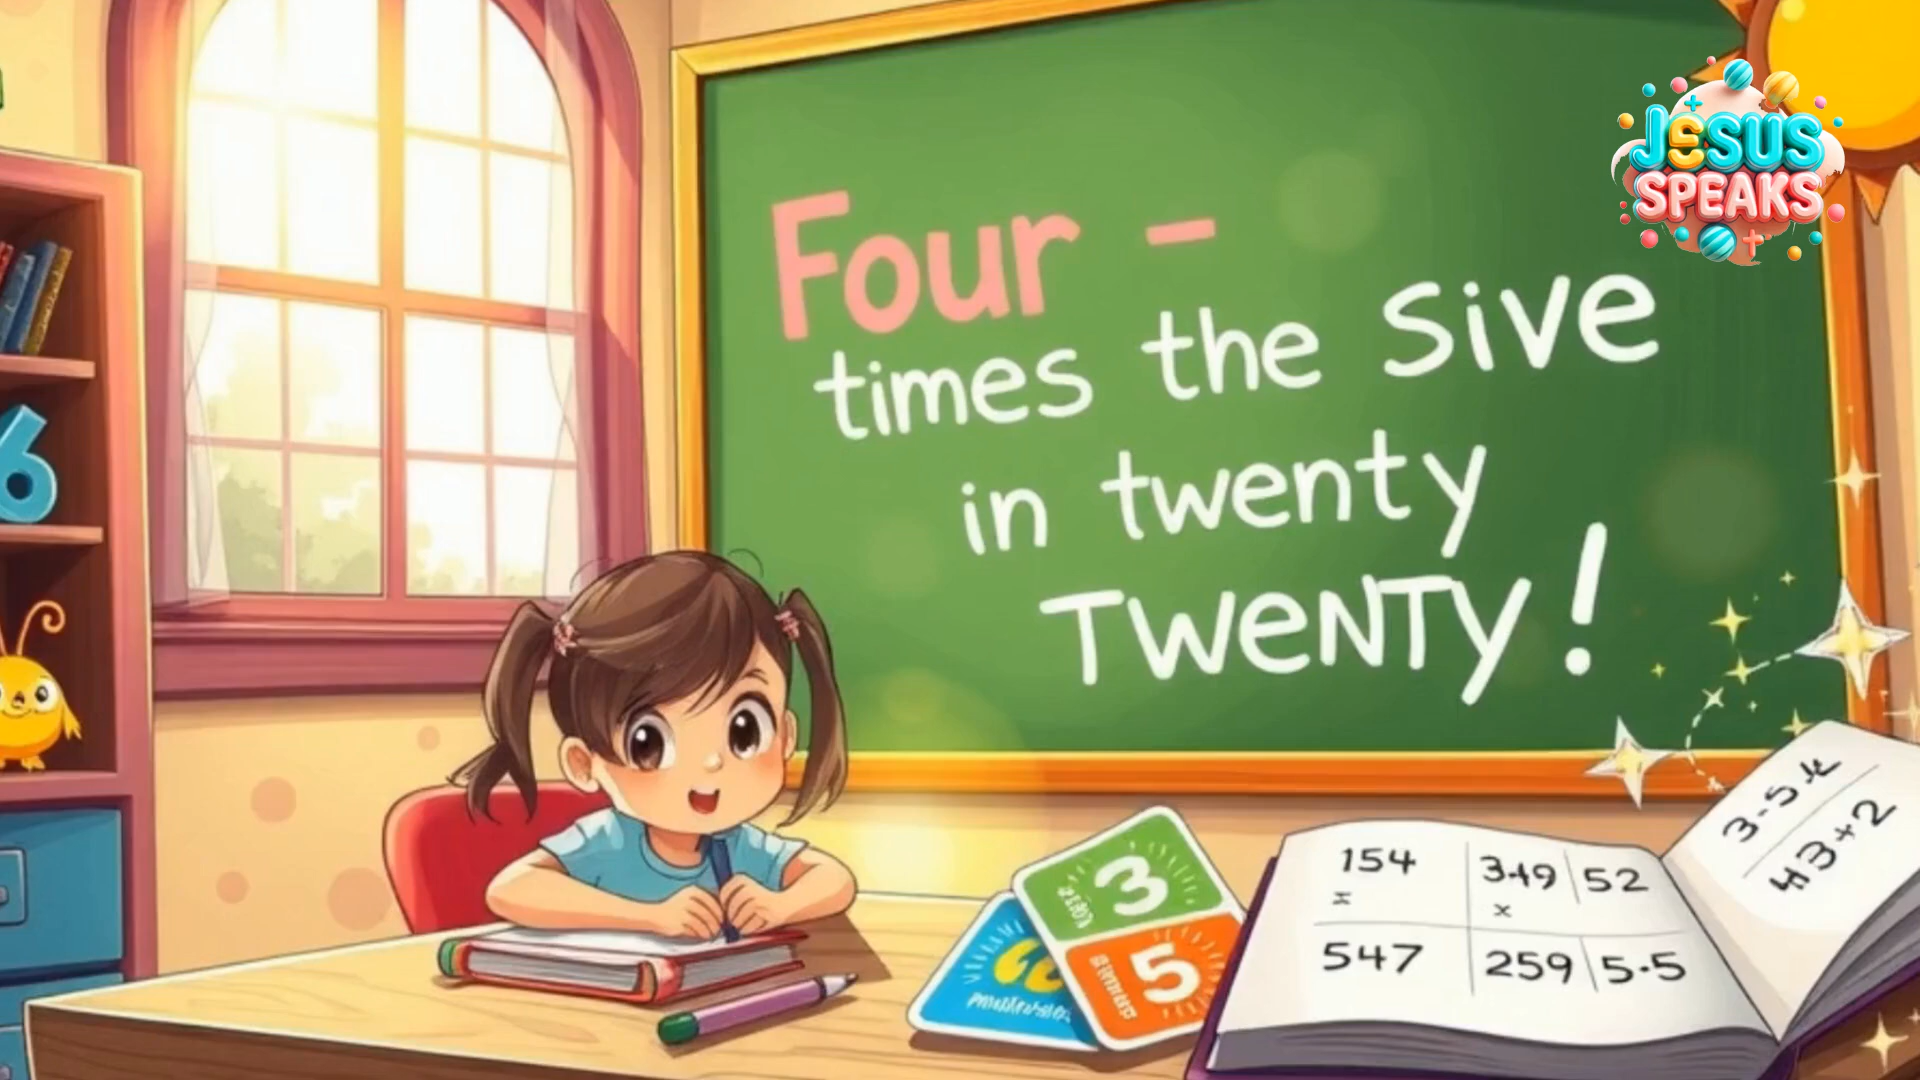 JESUS
SPEAKS
Four -
times the Sive
in twenty
TWeNTY!
6
3
5
154
349
52
x
547
259
5.5
3-5
43+2